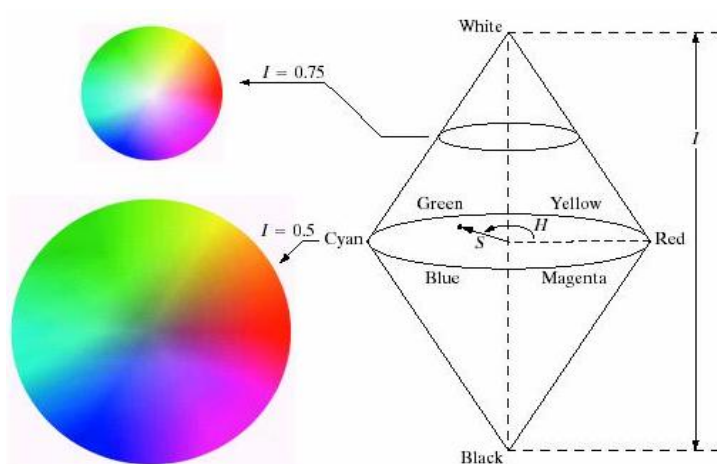 White
I = 0.75
I
Green
Yellow
I = 0.5
Cyan
H
S
Red
Blue
Magenta
Black